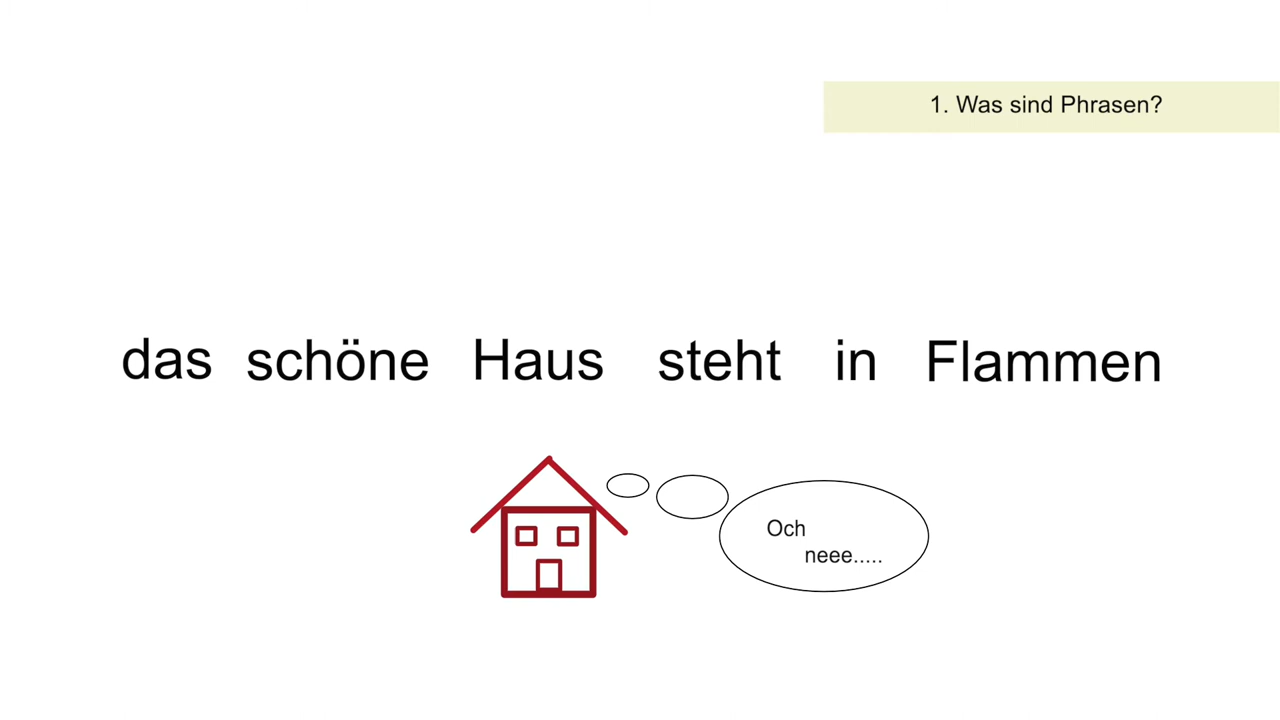 1. Was sind Phrasen?
das schöne Haus steht in Flammen
Och
neee.....